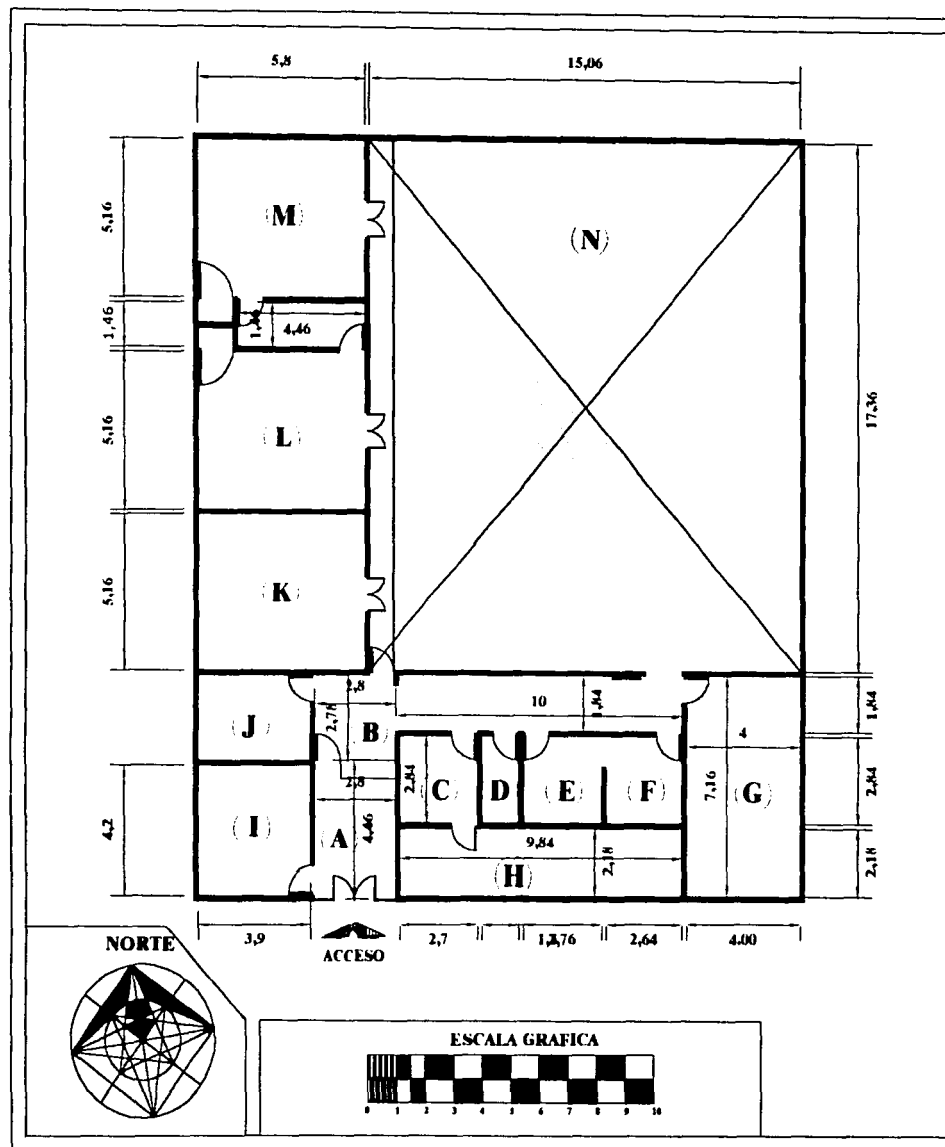 5,8 15,06
5,16
1,46
5,16
5,16
4,2
(M)
(N)
4,46
(L)
(K)
17,36
2,8
2,78
10
1,84
1,84
(J)
(B)
4
2,84
(C)
(D)
(E)
(F)
7,16
(G)
2,84
2,8
(I)
(A)
4,46
9,84
(H)
2,18
2,18
3,9
2,7
2,64
4.00
ACCESO
NORTE
ESCALA GRAFICA
0 1 2 3 4 5 6 7 8 9 10